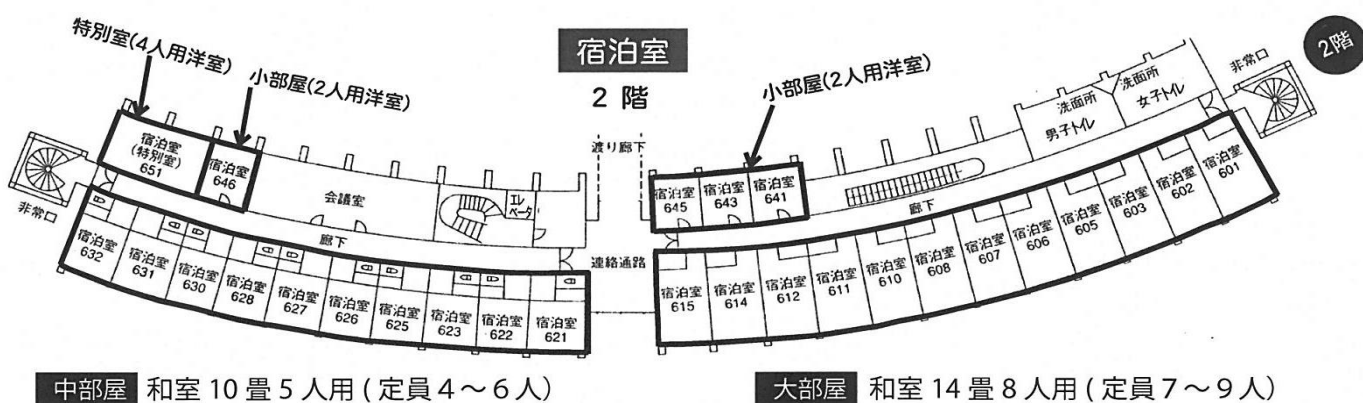 宿泊室
2階
2階
特別室(4人用洋室)
小部屋(2人用洋室)
小部屋(2人用洋室)
宿泊室
(特別室)
651
宿泊室
646
会議室
エレベータ
渡り廊下
宿泊室
645
宿泊室
643
宿泊室
641
洗面所
男子トイレ
洗面所
女子トイレ
非常口
非常口
廊下
廊下
連絡通路
宿泊室
632
宿泊室
631
宿泊室
630
宿泊室
628
宿泊室
627
宿泊室
626
宿泊室
625
宿泊室
623
宿泊室
622
宿泊室
621
宿泊室
615
宿泊室
614
宿泊室
612
宿泊室
611
宿泊室
610
宿泊室
608
宿泊室
607
宿泊室
606
宿泊室
605
宿泊室
603
宿泊室
602
宿泊室
601
中部屋 和室10畳5人用(定員4～6人)
大部屋 和室14畳8人用(定員7～9人)